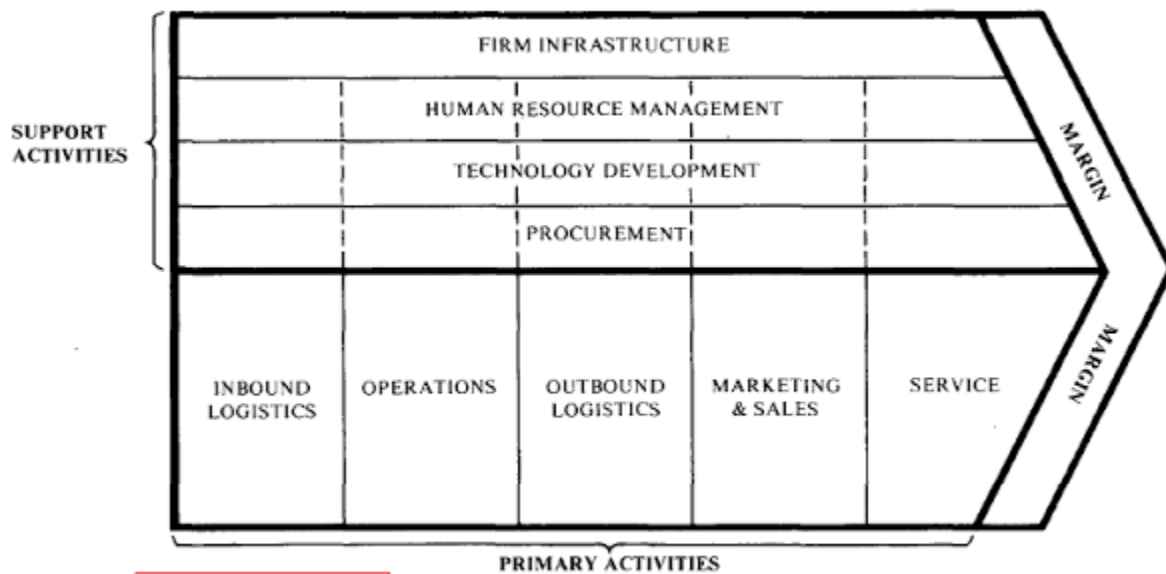 FIRM INFRASTRUCTURE
HUMAN RESOURCE MANAGEMENT
SUPPORT
ACTIVITIES
TECHNOLOGY DEVELOPMENT
PROCUREMENT
MARGIN
INBOUND
LOGISTICS
OPERATIONS
OUTBOUND
LOGISTICS
MARKETING
& SALES
SERVICE
MARGIN
PRIMARY ACTIVITIES